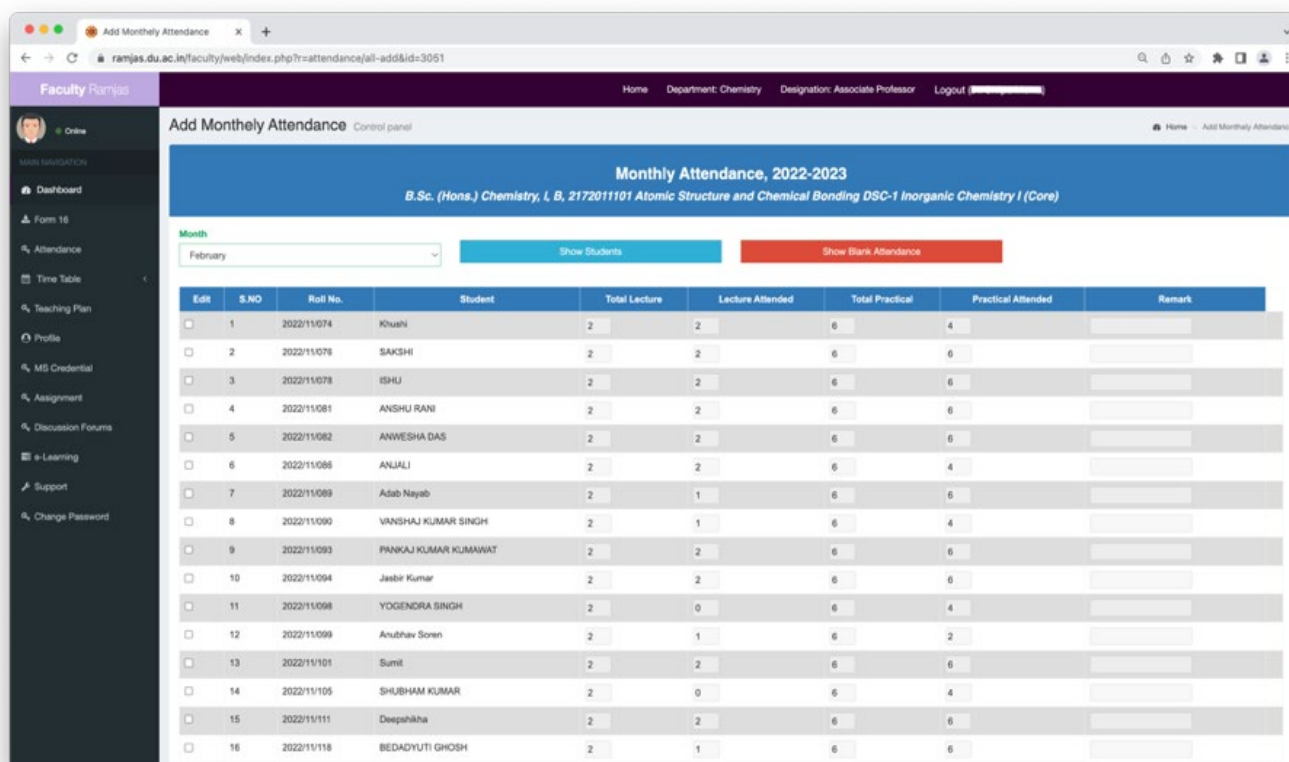 Add Monthely Attendance
ramjas.du.ac.in/faculty/web/index.php?r=attendance/all-add&id=3051
Faculty Ramjas
Home Department: Chemistry Designation: Associate Professor Logout (
Online
Add Monthely Attendance Control panel
Home Add Monthely Attendance
MAIN NAVIGATION
Dashboard
Form 16
Attendance
Time Table
Teaching Plan
Profile
MS Credential
Assignment
Discussion Forums
e-Learning
Support
Change Password
Monthly Attendance, 2022-2023
B.Sc. (Hons.) Chemistry, I, B, 2172011101 Atomic Structure and Chemical Bonding DSC-1 Inorganic Chemistry I (Core)
Month
February Show Students Show Blank Attendance
Edit S.NO Roll No. Student Total Lecture Lecture Attended Total Practical Practical Attended Remark
1 2022/11/074 Khushi 2 2 6 4
2 2022/11/076 SAKSHI 2 2 6 6
3 2022/11/078 ISHU 2 2 6 6
4 2022/11/081 ANSHU RANI 2 2 6 6
5 2022/11/082 ANWESHA DAS 2 2 6 6
6 2022/11/086 ANJALI 2 2 6 4
7 2022/11/089 Adab Nayab 2 1 6 6
8 2022/11/090 VANSHAJ KUMAR SINGH 2 1 6 4
9 2022/11/093 PANKAJ KUMAR KUMAWAT 2 2 6 6
10 2022/11/094 Jasbir Kumar 2 2 6 6
11 2022/11/098 YOGENDRA SINGH 2 0 6 4
12 2022/11/099 Anubhav Soren 2 1 6 2
13 2022/11/101 Sumit 2 2 6 6
14 2022/11/105 SHUBHAM KUMAR 2 0 6 4
15 2022/11/111 Deepshikha 2 2 6 6
16 2022/11/118 BEDADYUTI GHOSH 2 1 6 6